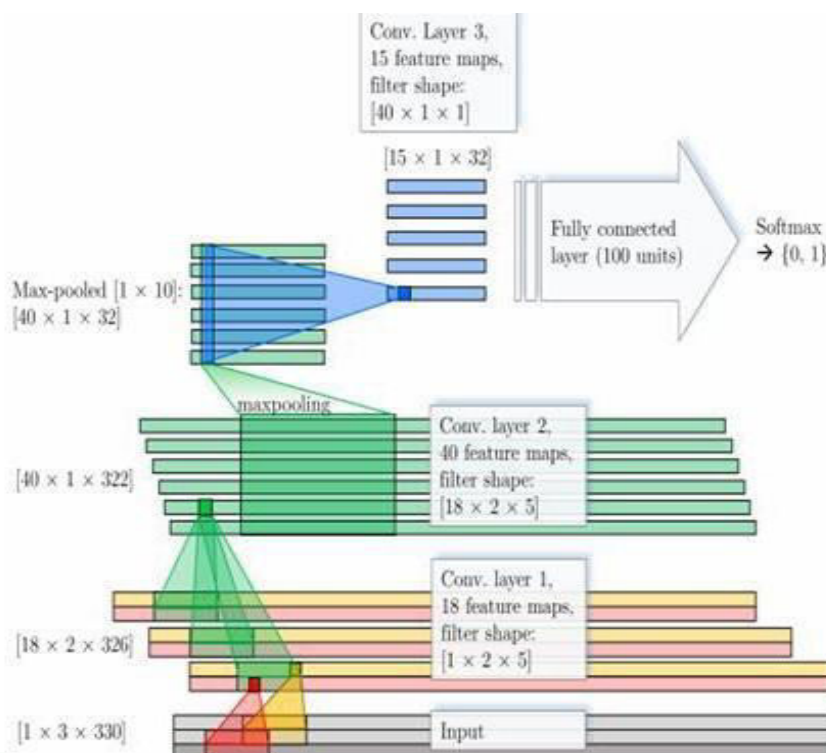 Conv. Layer 3,
15 feature maps,
filter shape:
[40 × 1 × 1]
[15 × 1 × 32]
Fully connected
layer (100 units)
Softmax
→ {0, 1}
Max-pooled [1 × 10]:
[40 × 1 × 32]
maxpooling
Conv. layer 2,
40 feature maps,
filter shape:
[18 × 2 × 5]
[40 × 1 × 322]
Conv. layer 1,
18 feature maps,
filter shape:
[1 × 2 × 5]
[18 × 2 × 326]
[1 × 3 × 330]
Input